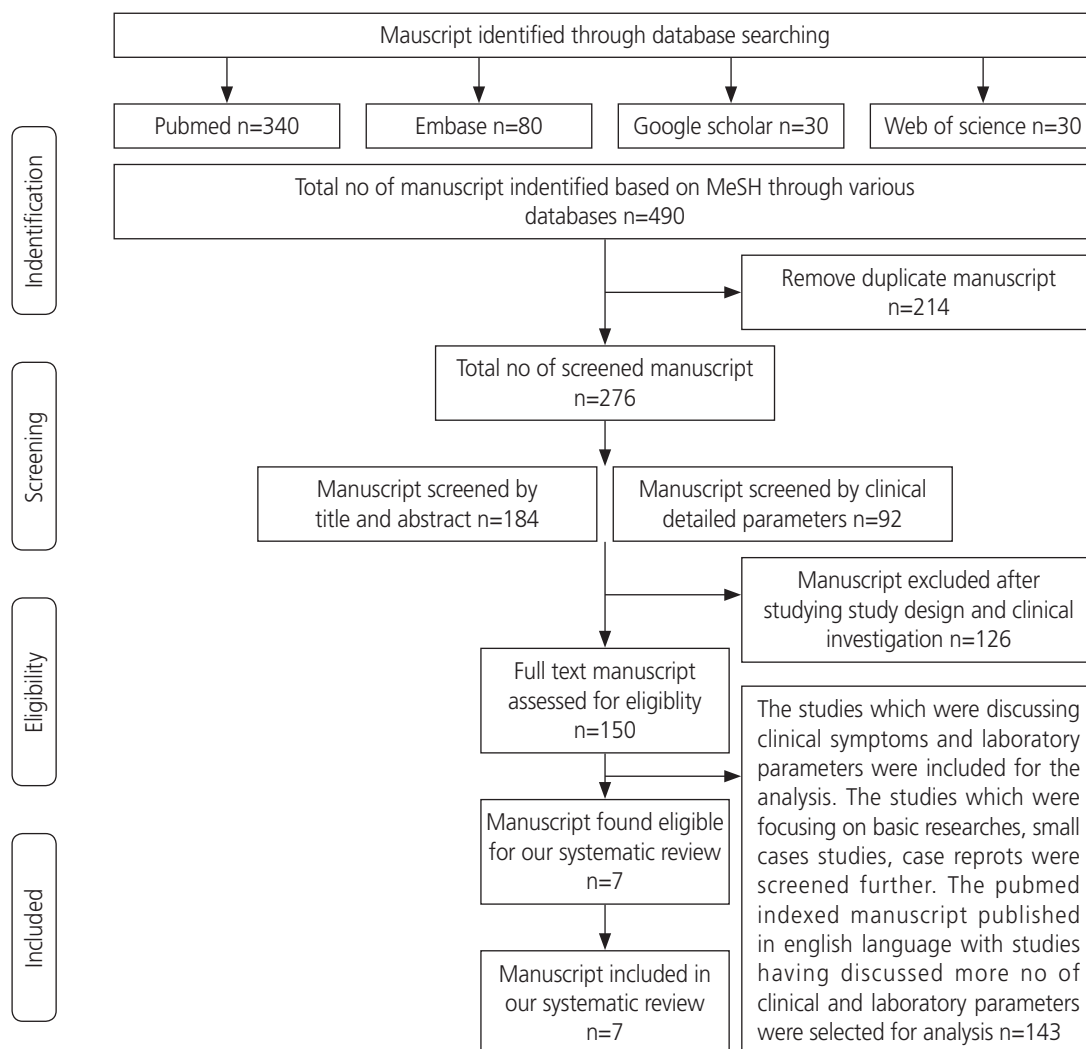 Mauscript identified through database searching
Pubmed n=340
Embase n=80
Google scholar n=30
Web of science n=30
Indentification
Total no of manuscript indentified based on MeSH through various
databases n=490
Remove duplicate manuscript
n=214
Screening
Total no of screened manuscript
n=276
Manuscript screened by
title and abstract n=184
Manuscript screened by clinical
detailed parameters n=92
Manuscript excluded after
studying study design and clinical
investigation n=126
Eligibility
Full text manuscript
assessed for eligiblity
n=150
The studies which were discussing
clinical symptoms and laboratory
parameters were included for the
analysis. The studies which were
focusing on basic researches, small
cases studies, case reprots were
screened further. The pubmed
indexed manuscript published
in english language with studies
having discussed more no of
clinical and laboratory parameters
were selected for analysis n=143
Manuscript found eligible
for our systematic review
n=7
Included
Manuscript included in
our systematic review
n=7